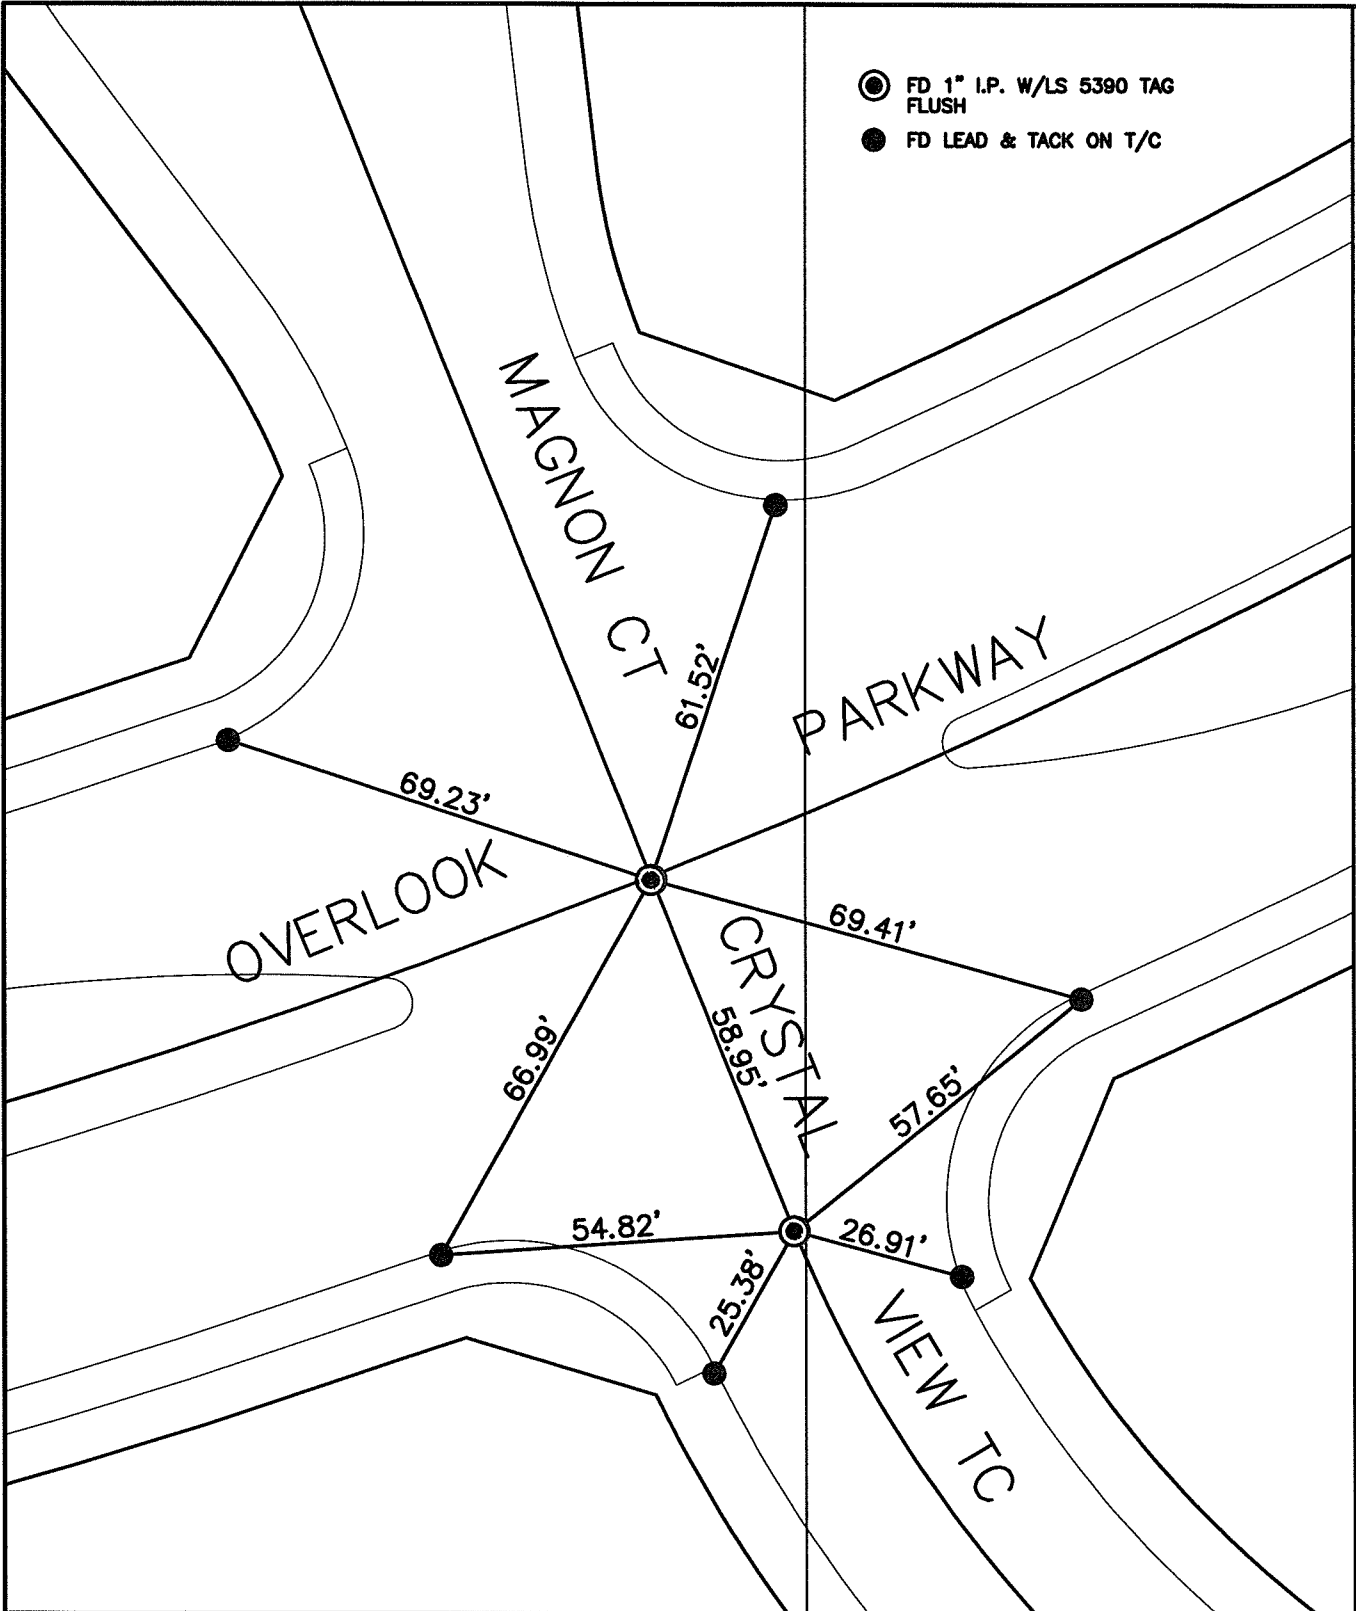 FD 1" I.P. W/LS 5390 TAG
FLUSH
FD LEAD & TACK ON T/C
MAGNON CT
61.52'
PARKWAY
69.23'
OVERLOOK
69.41'
CRYSTAL
58.95'
66.99'
57.65'
54.82'
26.91'
25.38'
VIEW TC